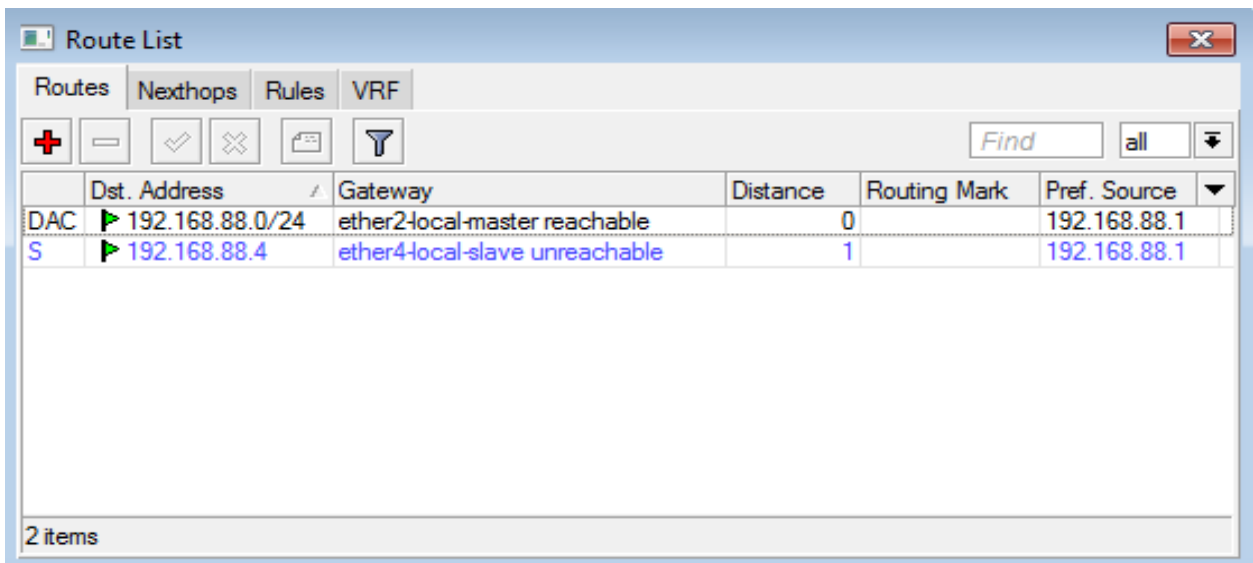 Route List
Routes Nexthops Rules VRF
Find all
Dst. Address Gateway Distance Routing Mark Pref. Source
DAC 192.168.88.0/24 ether2-local-master reachable 0 192.168.88.1
S 192.168.88.4 ether4-local-slave unreachable 1 192.168.88.1
2 items